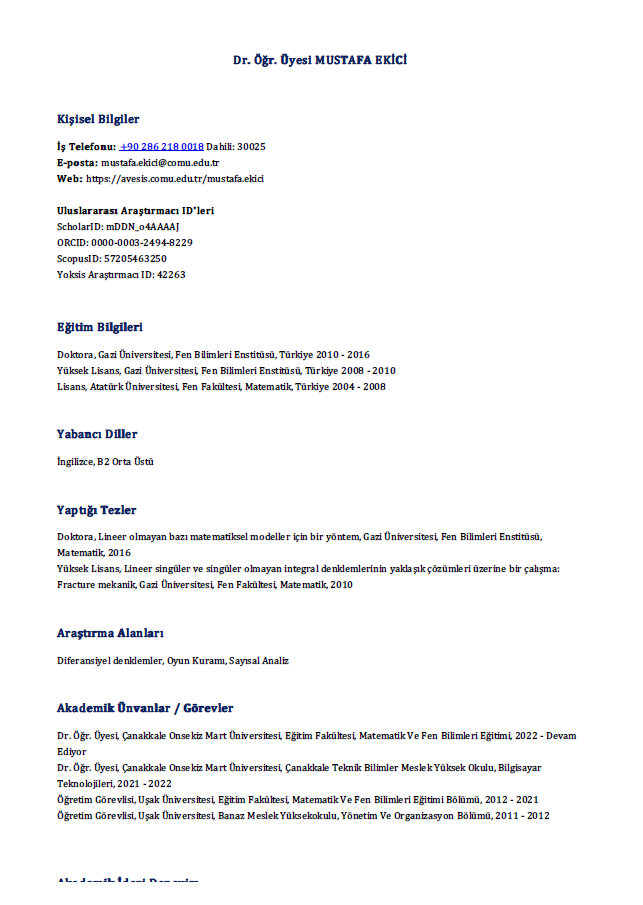 Dr. Öğr. Üyesi MUSTAFA EKİCİ
Kişisel Bilgiler
İş Telefonu: +90 286 218 0018 Dahili: 30025
E-posta: mustafa.ekici@comu.edu.tr
Web: https://avesis.comu.edu.tr/mustafa.ekici
Uluslararası Araştırmacı ID'leri
ScholarID: mDDN_o4AAAAJ
ORCID: 0000-0003-2494-8229
ScopusID: 57205463250
Yoksis Araştırmacı ID: 42263
Eğitim Bilgileri
Doktora, Gazi Üniversitesi, Fen Bilimleri Enstitüsü, Türkiye 2010 - 2016
Yüksek Lisans, Gazi Üniversitesi, Fen Bilimleri Enstitüsü, Türkiye 2008 - 2010
Lisans, Atatürk Üniversitesi, Fen Fakültesi, Matematik, Türkiye 2004 - 2008
Yabancı Diller
İngilizce, B2 Orta Üstü
Yaptığı Tezler
Doktora, Lineer olmayan bazı matematiksel modeller için bir yöntem, Gazi Üniversitesi, Fen Bilimleri Enstitüsü,
Matematik, 2016
Yüksek Lisans, Lineer singüler ve singüler olmayan integral denklemlerinin yaklaşık çözümleri üzerine bir çalışma:
Fracture mekanik, Gazi Üniversitesi, Fen Fakültesi, Matematik, 2010
Araştırma Alanları
Diferansiyel denklemler, Oyun Kuramı, Sayısal Analiz
Akademik Ünvanlar / Görevler
Dr. Öğr. Üyesi, Çanakkale Onsekiz Mart Üniversitesi, Eğitim Fakültesi, Matematik Ve Fen Bilimleri Eğitimi, 2022 - Devam
Ediyor
Dr. Öğr. Üyesi, Çanakkale Onsekiz Mart Üniversitesi, Çanakkale Teknik Bilimler Meslek Yüksek Okulu, Bilgisayar
Teknolojileri, 2021 - 2022
Öğretim Görevlisi, Uşak Üniversitesi, Eğitim Fakültesi, Matematik Ve Fen Bilimleri Eğitimi Bölümü, 2012 - 2021
Öğretim Görevlisi, Uşak Üniversitesi, Banaz Meslek Yüksekokulu, Yönetim Ve Organizasyon Bölümü, 2011 - 2012
Akademik İdari Deneyim